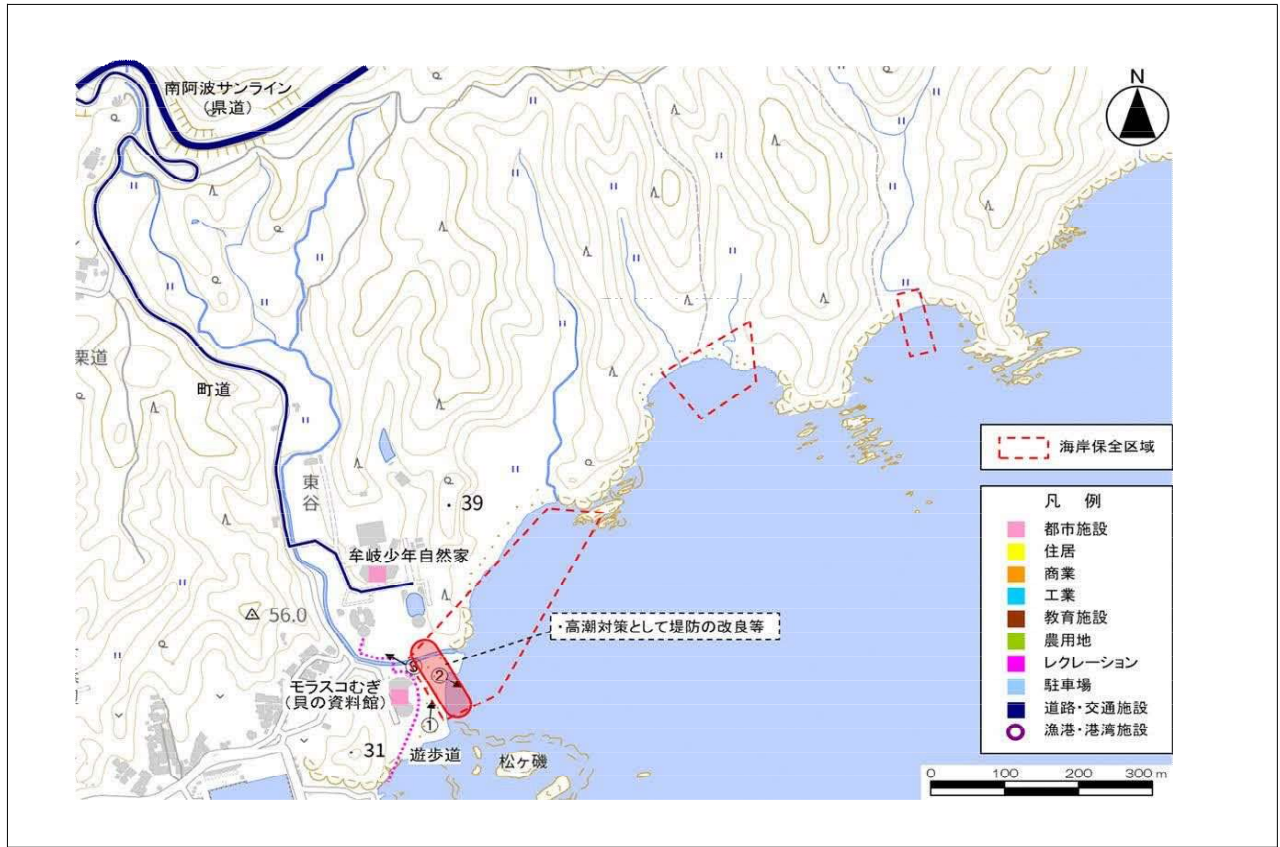 南阿波サンライン
(県道)
N
栗道
町道
東谷
39
牟岐少年自然家
海岸保全区域
凡 例
都市施設
住居
商業
工業
教育施設
農用地
レクレーション
駐車場
道路・交通施設
漁港・港湾施設
56.0
・高潮対策として堤防の改良等
②
モラスコむぎ
(貝の資料館)
①
31
遊歩道
松ヶ磯
0 100 200 300 m